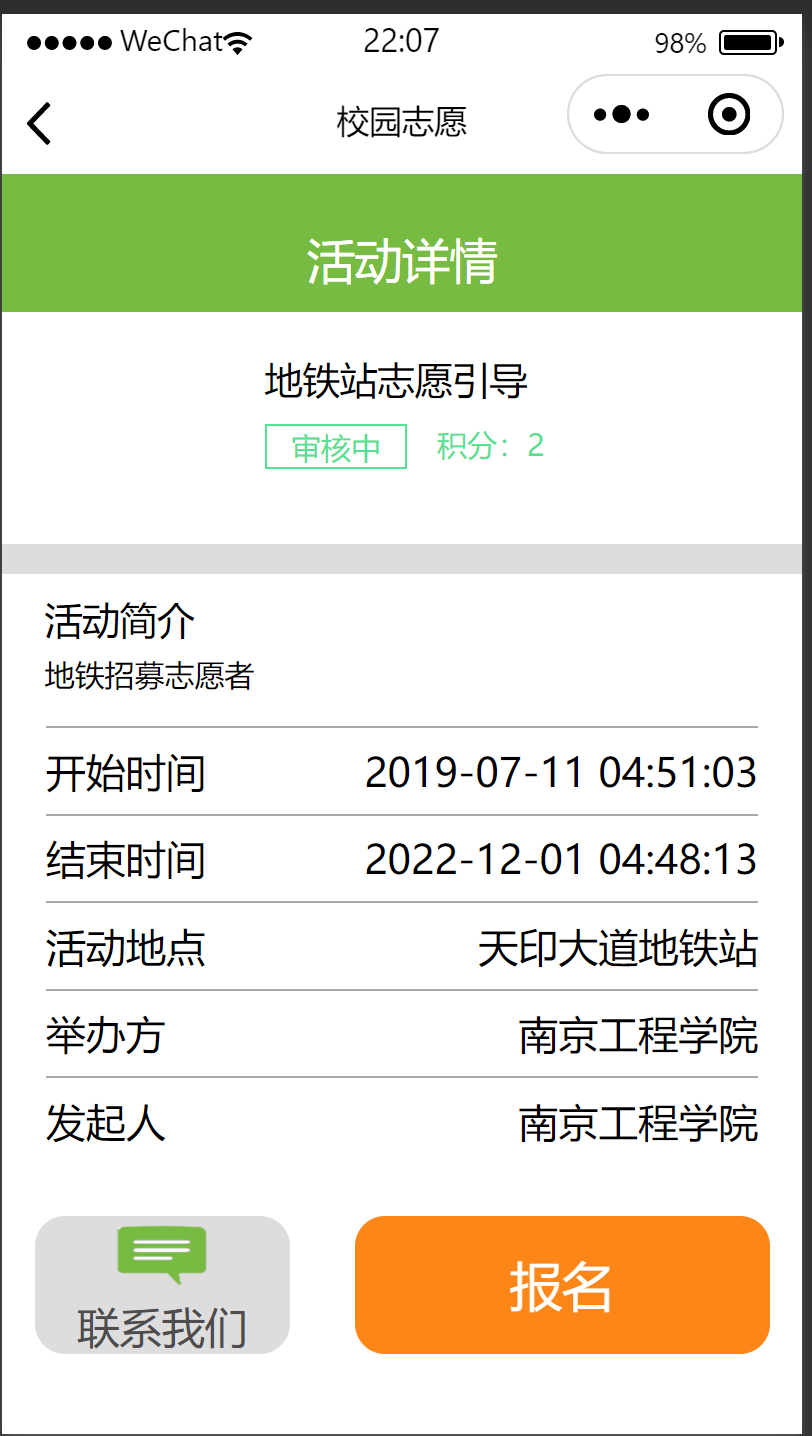 WeChat 22:07 98%
校园志愿
活动详情
地铁站志愿引导
审核中 积分：2
活动简介
地铁招募志愿者
开始时间 2019-07-11 04:51:03
结束时间 2022-12-01 04:48:13
活动地点 天印大道地铁站
举办方 南京工程学院
发起人 南京工程学院
联系我们 报名